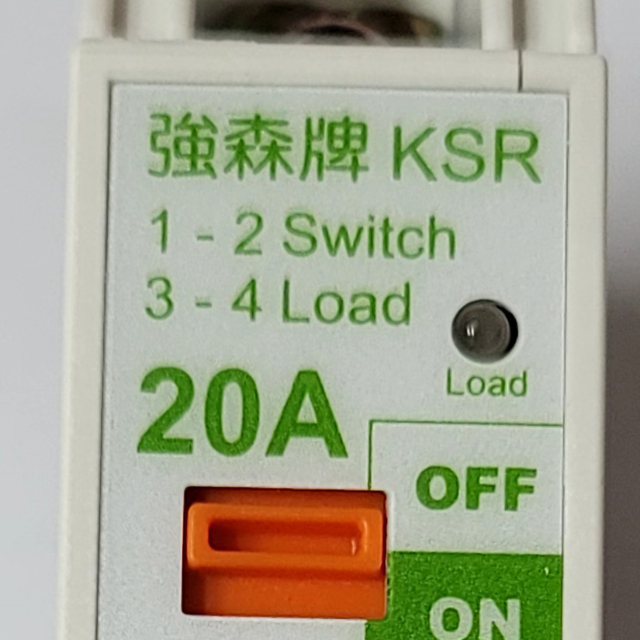 強森牌 KSR
1 - 2 Switch
3 - 4 Load
Load
20A
OFF
ON